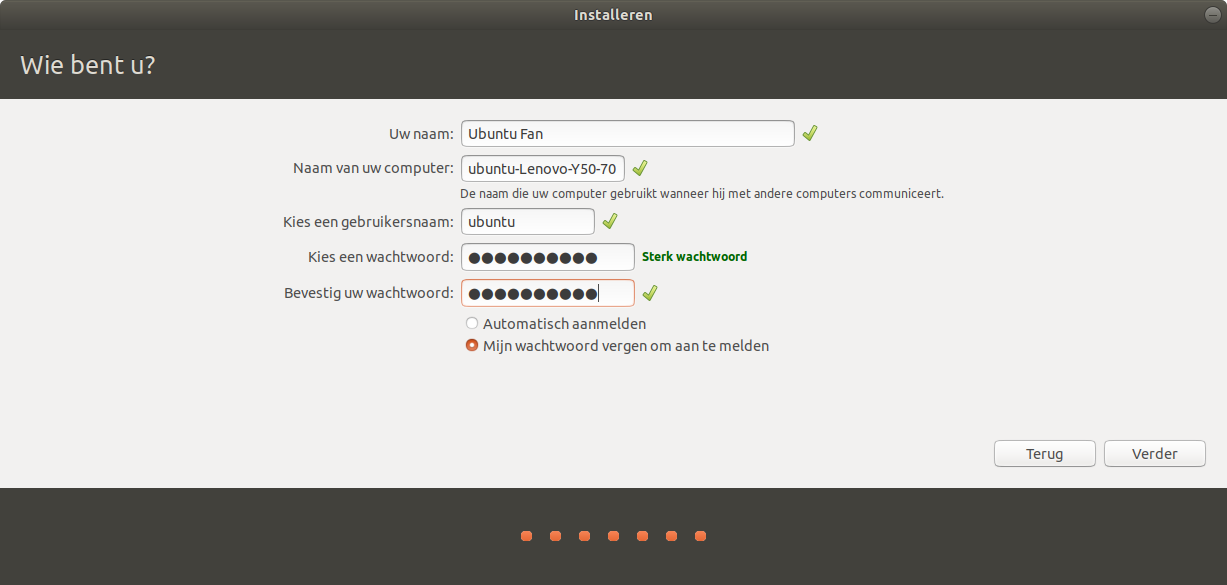 Installeren
Wie bent u?
Uw naam: Ubuntu Fan
Naam van uw computer: ubuntu-Lenovo-Y50-70
De naam die uw computer gebruikt wanneer hij met andere computers communiceert.
Kies een gebruikersnaam: ubuntu
Kies een wachtwoord: ●●●●●●●●●● Sterk wachtwoord
Bevestig uw wachtwoord: ●●●●●●●●●●
Automatisch aanmelden
Mijn wachtwoord vergen om aan te melden
Terug Verder